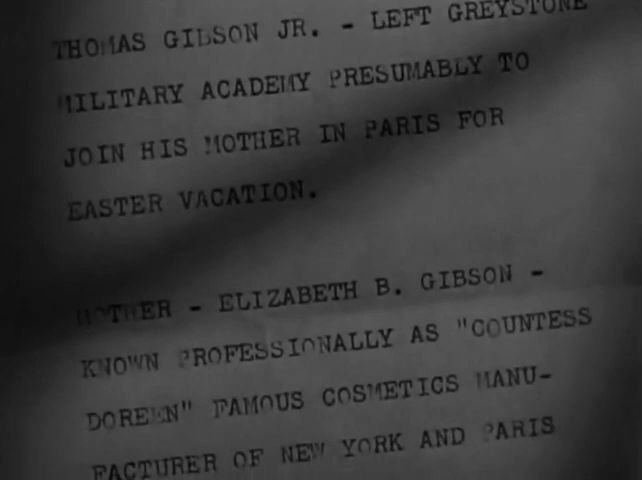 THOMAS GILSON JR. - LEFT GREYSTONE
MILITARY ACADEMY PRESUMABLY TO
JOIN HIS MOTHER IN PARIS FOR
EASTER VACATION.
MOTHER - ELIZABETH B. GIBSON -
KNOWN PROFESSIONALLY AS "COUNTESS
DOREEN" FAMOUS COSMETICS MANU-
FACTURER OF NEW YORK AND PARIS